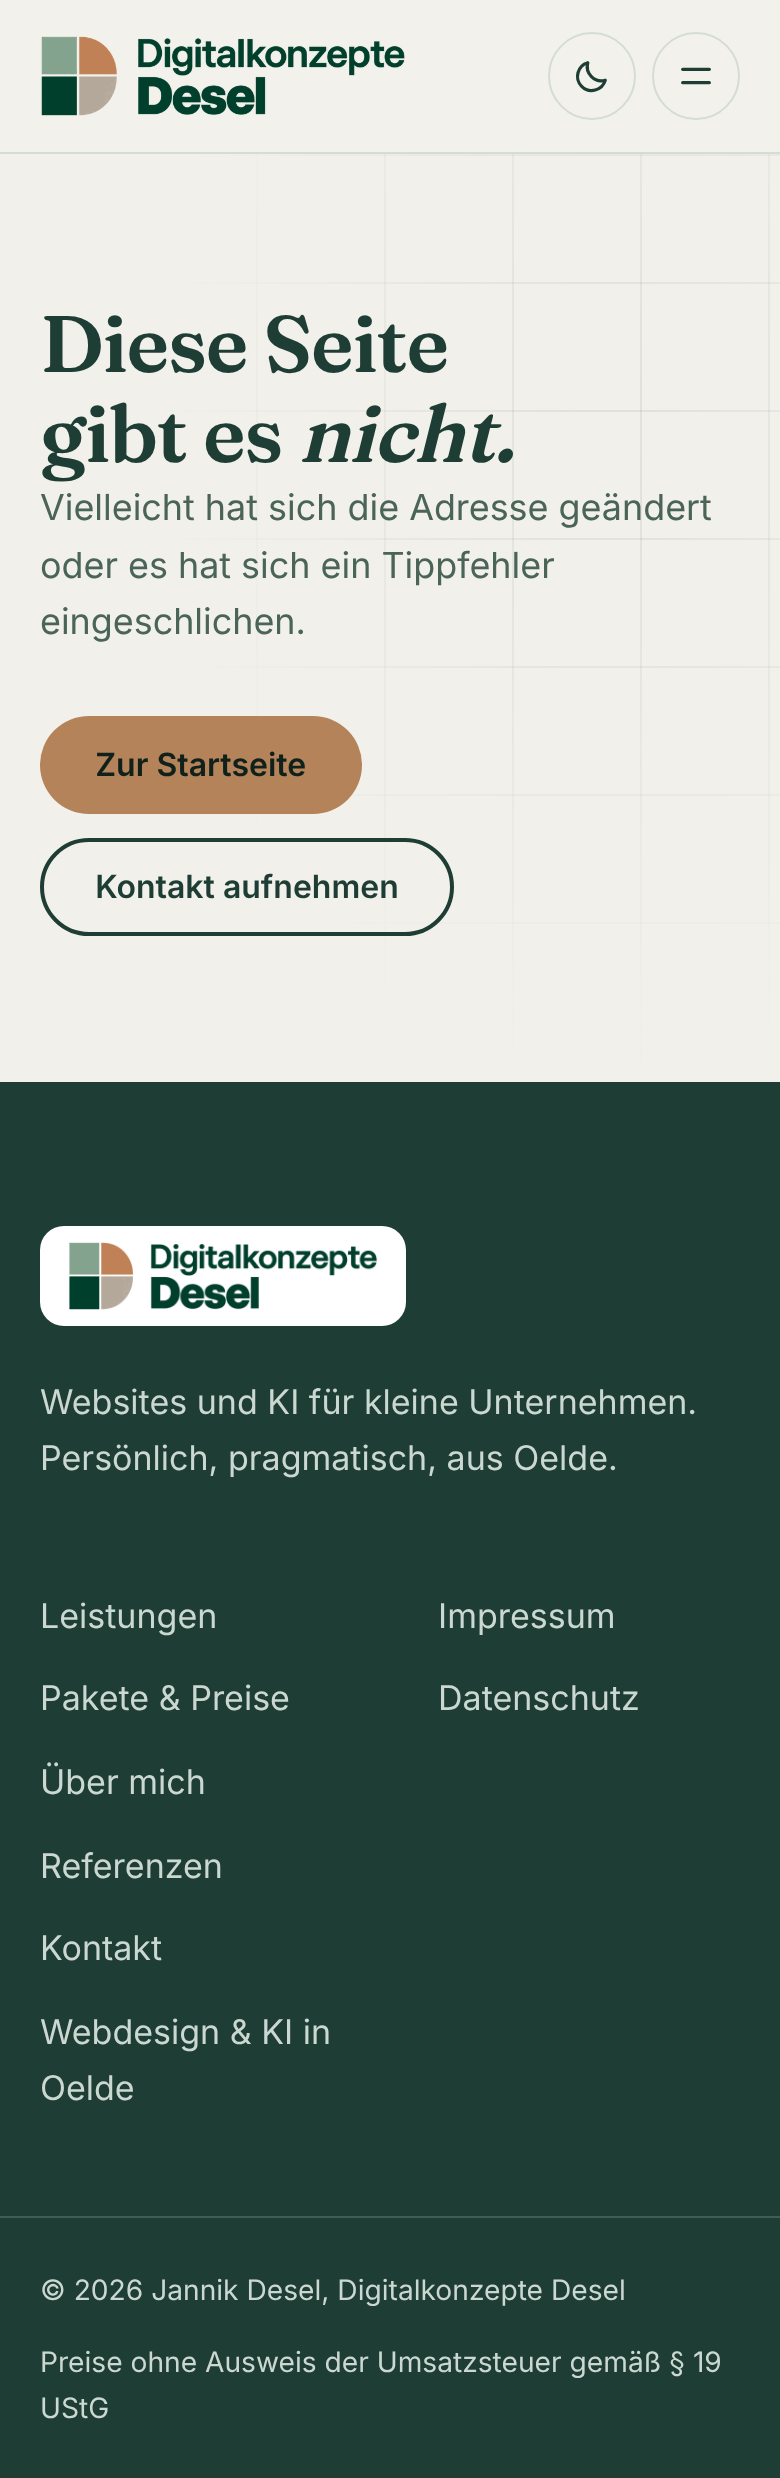 Digitalkonzepte
Desel
Diese Seite
gibt es nicht.
Vielleicht hat sich die Adresse geändert
oder es hat sich ein Tippfehler
eingeschlichen.
Zur Startseite
Kontakt aufnehmen
Digitalkonzepte
Desel
Websites und KI für kleine Unternehmen.
Persönlich, pragmatisch, aus Oelde.
Leistungen
Pakete & Preise
Über mich
Referenzen
Kontakt
Webdesign & KI in
Oelde
Impressum
Datenschutz
© 2026 Jannik Desel, Digitalkonzepte Desel
Preise ohne Ausweis der Umsatzsteuer gemäß § 19
UStG